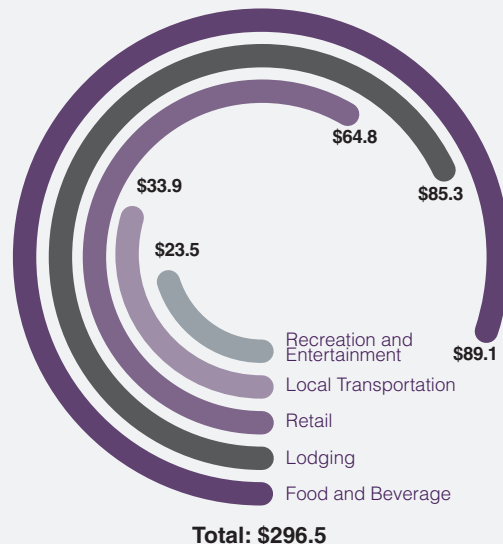 $64.8
$85.3
$33.9
$23.5
$89.1
Recreation and
Entertainment
Local Transportation
Retail
Lodging
Food and Beverage
Total: $296.5